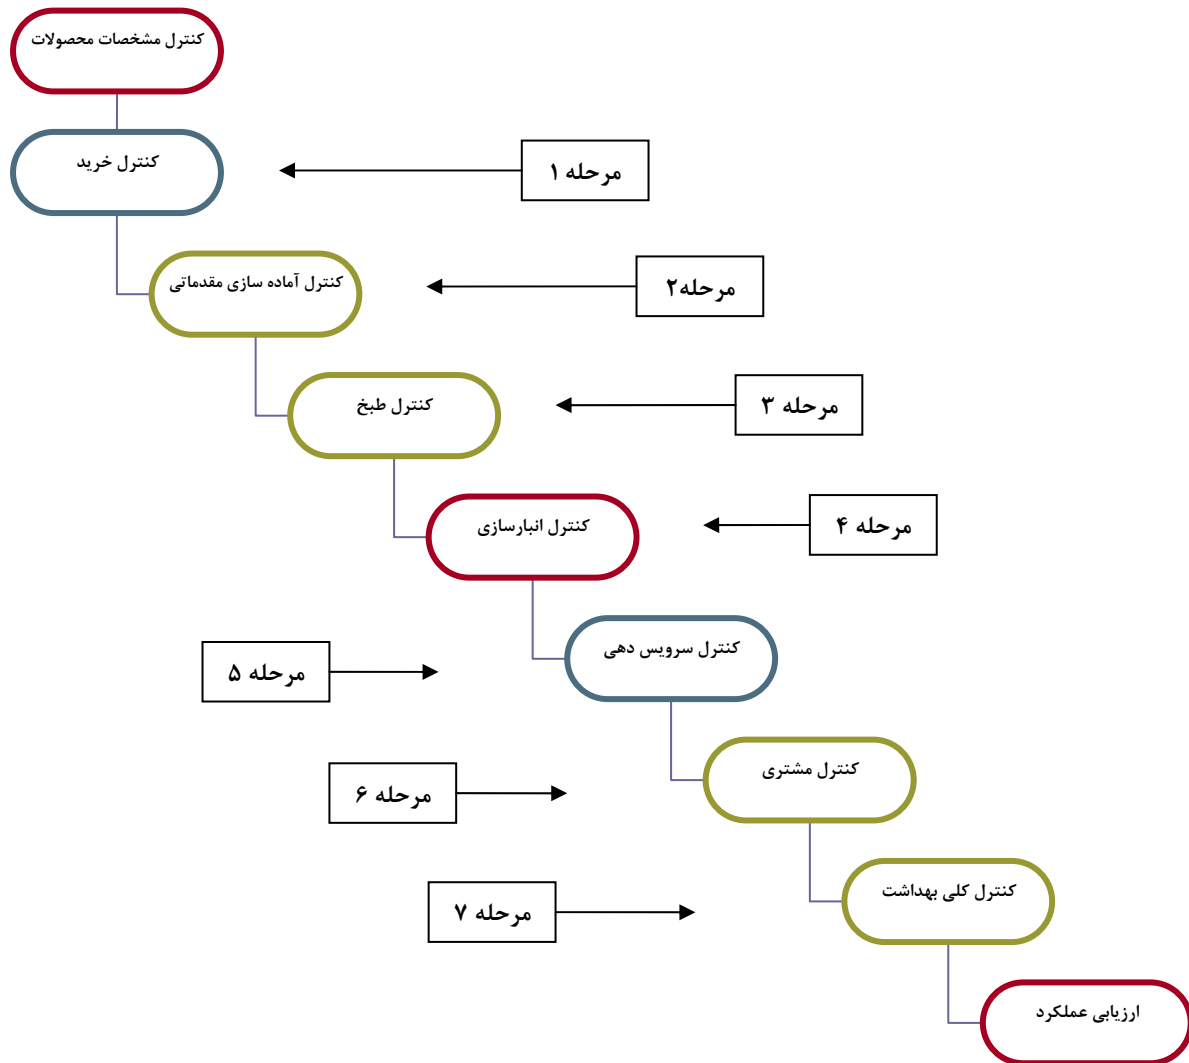 کنترل مشخصات محصولات
کنترل خرید
مرحله ۱
کنترل آماده سازی مقدماتی
مرحله۲
کنترل طبخ
مرحله ۳
کنترل انبارسازی
مرحله ۴
کنترل سرویس دهی
مرحله ۵
کنترل مشتری
مرحله ۶
کنترل کلی بهداشت
مرحله ۷
ارزیابی عملکرد